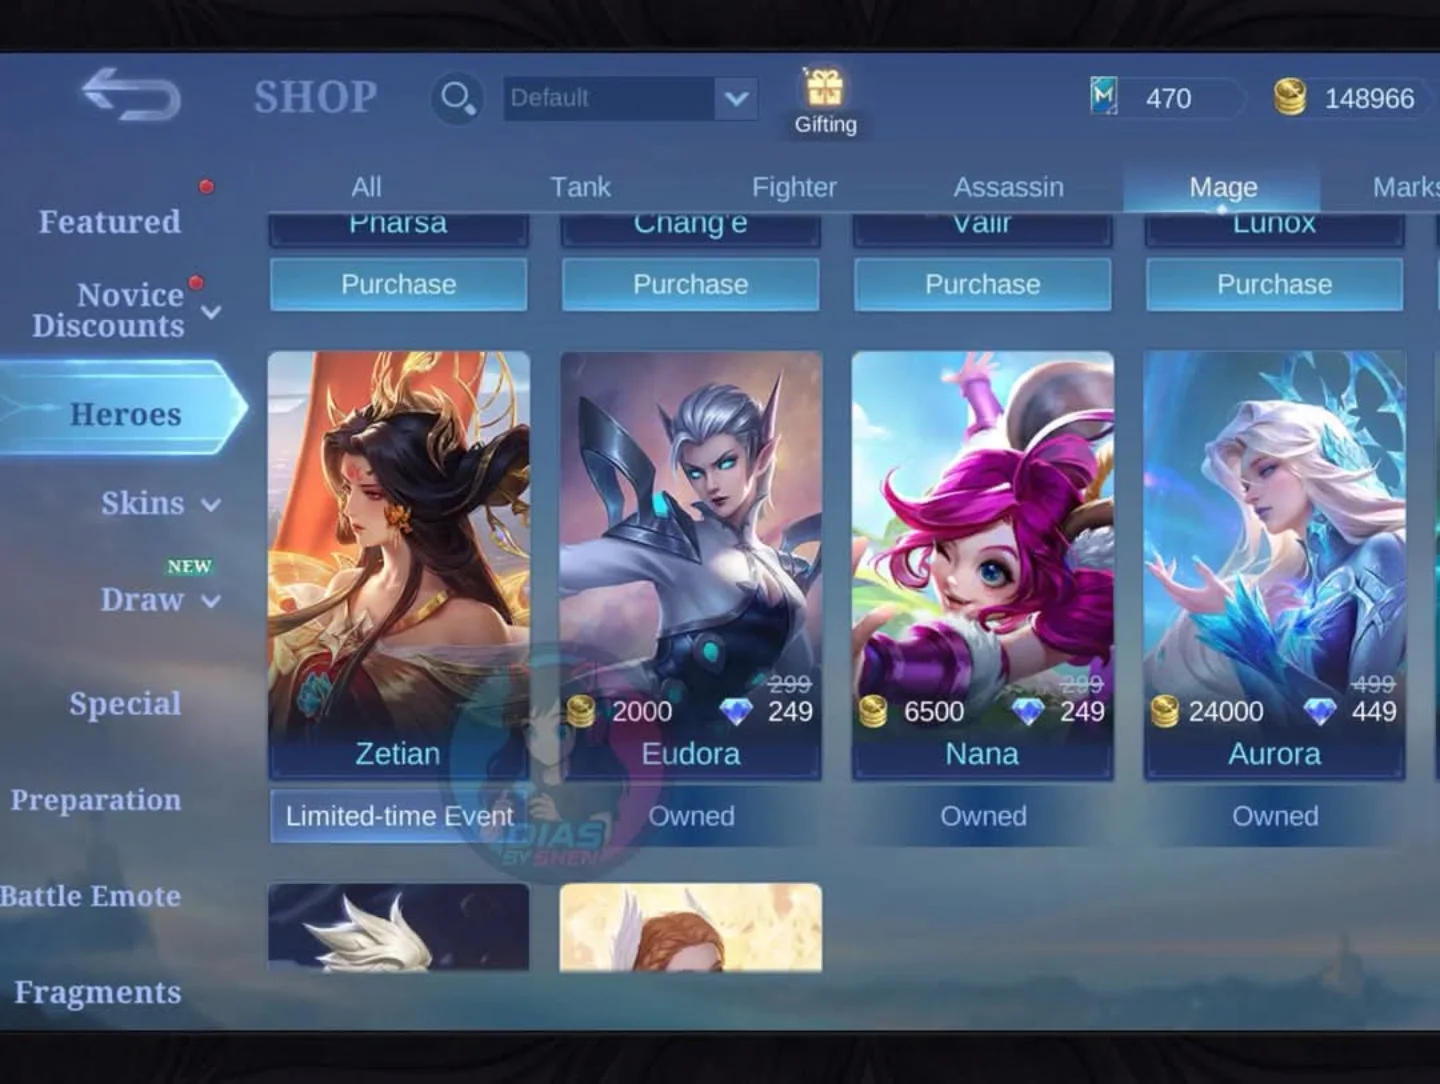 SHOP
Default
Gifting
470
148966
All
Tank
Fighter
Assassin
Mage
Marks
Featured
Novice
Discounts
Heroes
Skins
NEW
Draw
Special
Preparation
Battle Emote
Fragments
Pharsa
Chang'e
Valir
Lunox
Purchase
Purchase
Purchase
Purchase
299
2000
249
299
6500
249
499
24000
449
Zetian
Eudora
Nana
Aurora
Limited-time Event
Owned
Owned
Owned
DIAS
BY SHEN